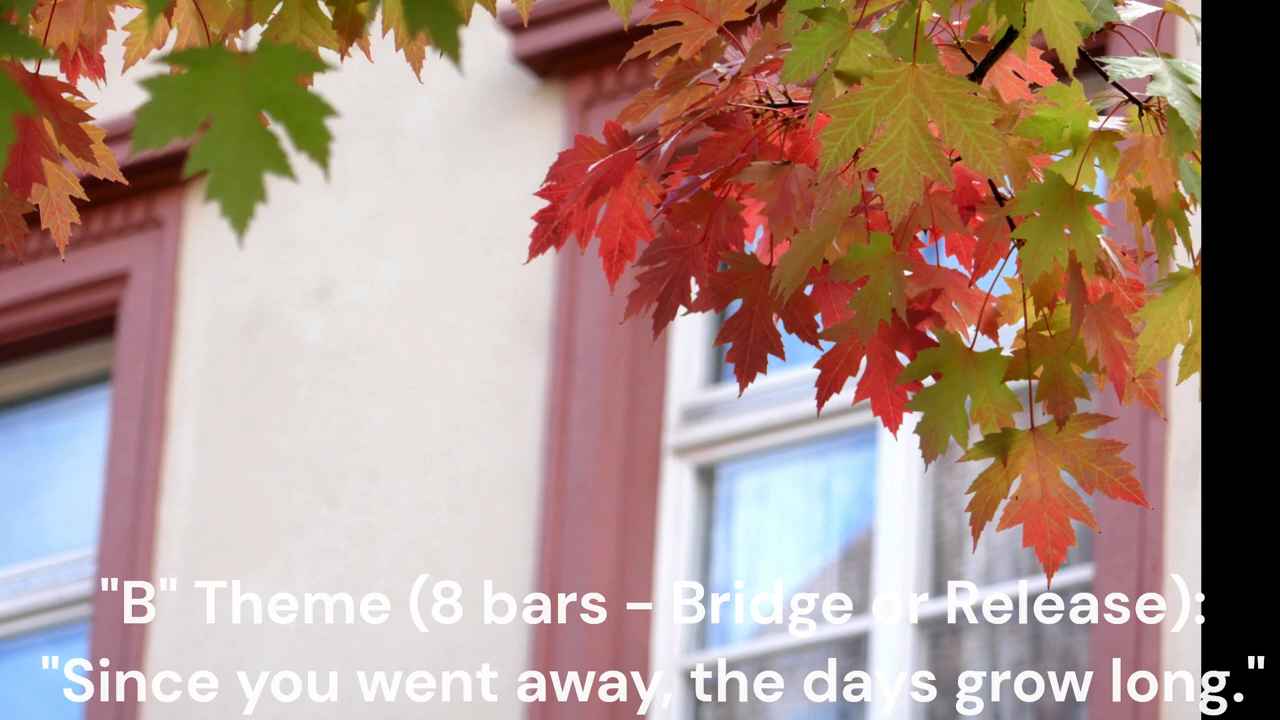 "B" Theme (8 bars – Bridge or Release):
"Since you went away, the days grow long."